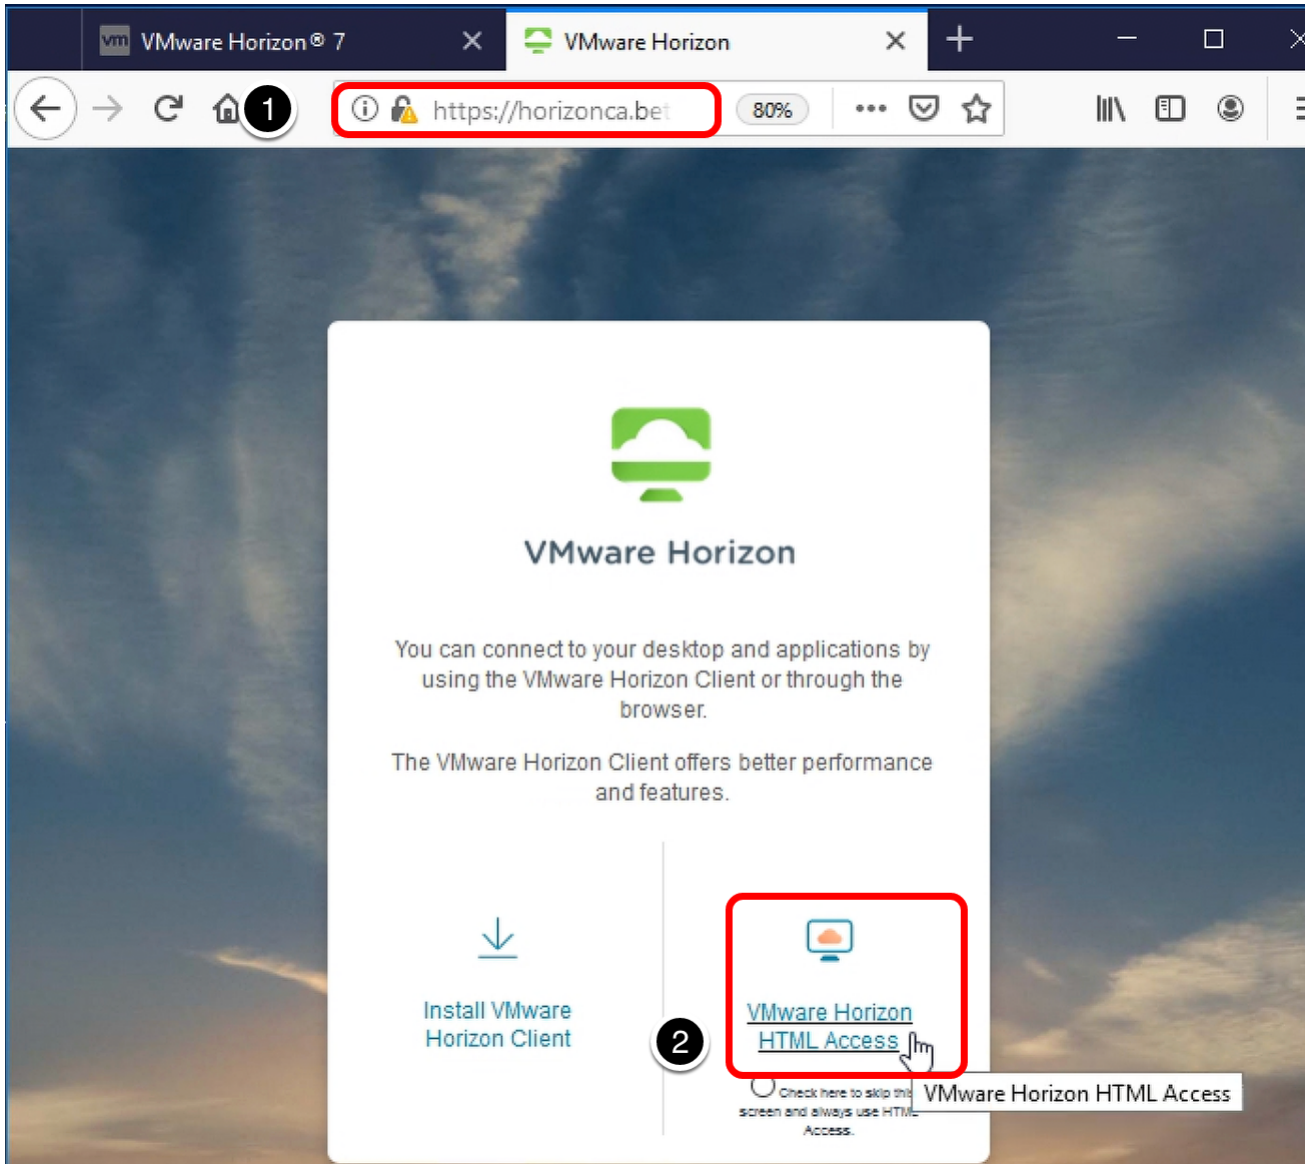 vm VMware Horizon® 7
VMware Horizon
1
https://horizonca.bet
80%
VMware Horizon
You can connect to your desktop and applications by
using the VMware Horizon Client or through the
browser.
The VMware Horizon Client offers better performance
and features.
Install VMware
Horizon Client
VMware Horizon
HTML Access
2
Check here to skip this
screen and always use HTML
Access.
VMware Horizon HTML Access